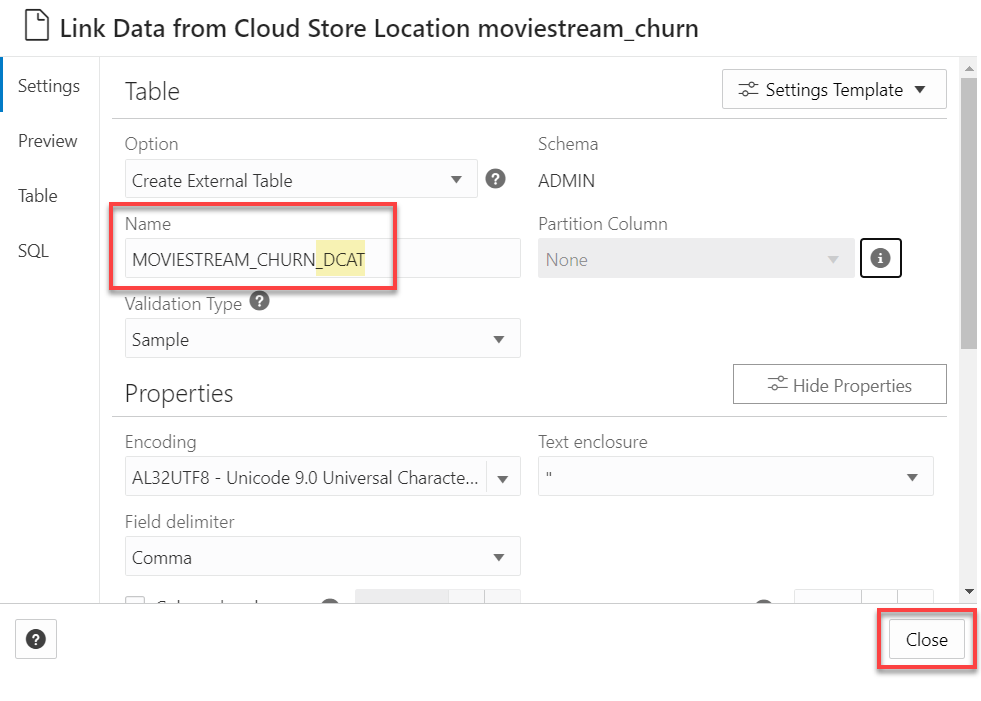 Link Data from Cloud Store Location moviestream_churn
Settings
Preview
Table
SQL
Table
Settings Template
Option
Schema
Create External Table
?
ADMIN
Name
Partition Column
MOVIESTREAM_CHURN_DCAT
None
i
Validation Type ?
Sample
Properties
Hide Properties
Encoding
Text enclosure
AL32UTF8 - Unicode 9.0 Universal Characte...
"
Field delimiter
Comma
?
Close